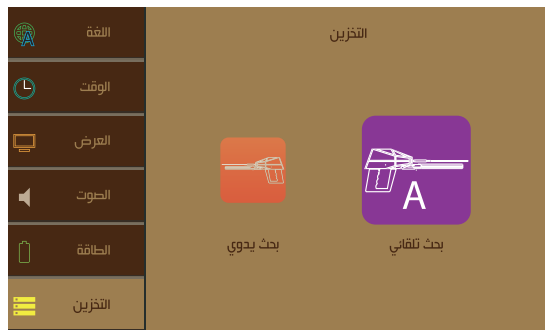 التخزين
اللغة
الوقت
العرض
الصوت
الطاقة
التخزين
A
بحث تلقائي
بحث يدوي